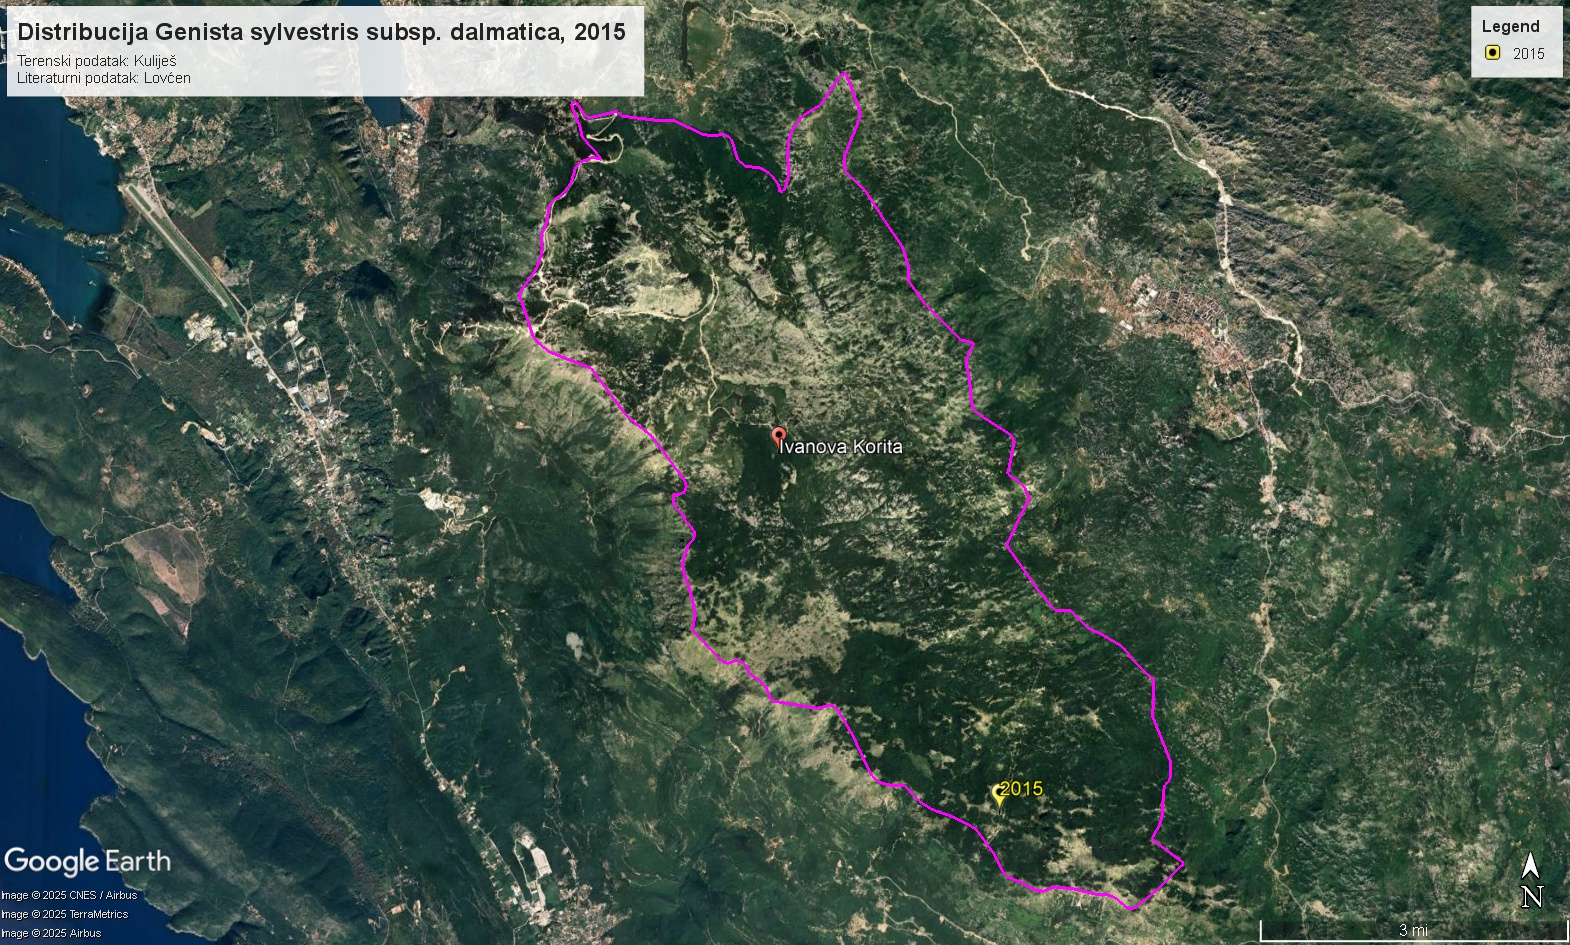 Distribucija Genista sylvestris subsp. dalmatica, 2015
Terenski podatak: Kuliješ
Literaturni podatak: Lovćen
Legend
2015
Ivanova Korita
2015
Google Earth
Image © 2025 CNES / Airbus
Image © 2025 TerraMetrics
Image © 2025 Airbus
N
3 mi